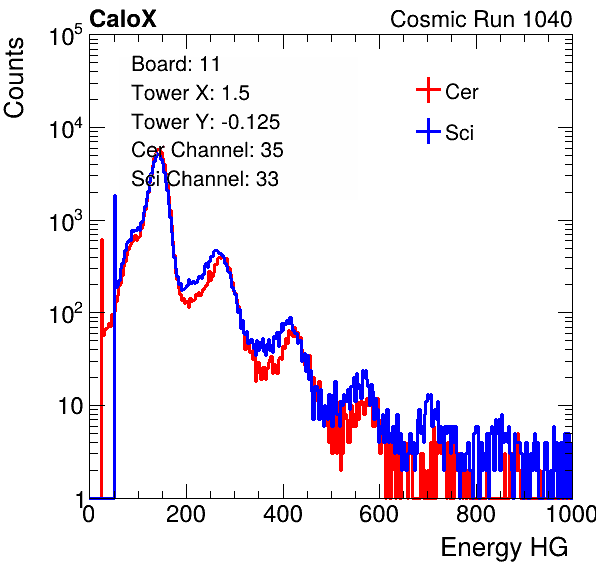 CaloX Cosmic Run 1040
Counts
10^5
10^4
10^3
10^2
10
1
Board: 11
Tower X: 1.5
Tower Y: -0.125
Cer Channel: 35
Sci Channel: 33
Cer
Sci
0 200 400 600 800 1000
Energy HG